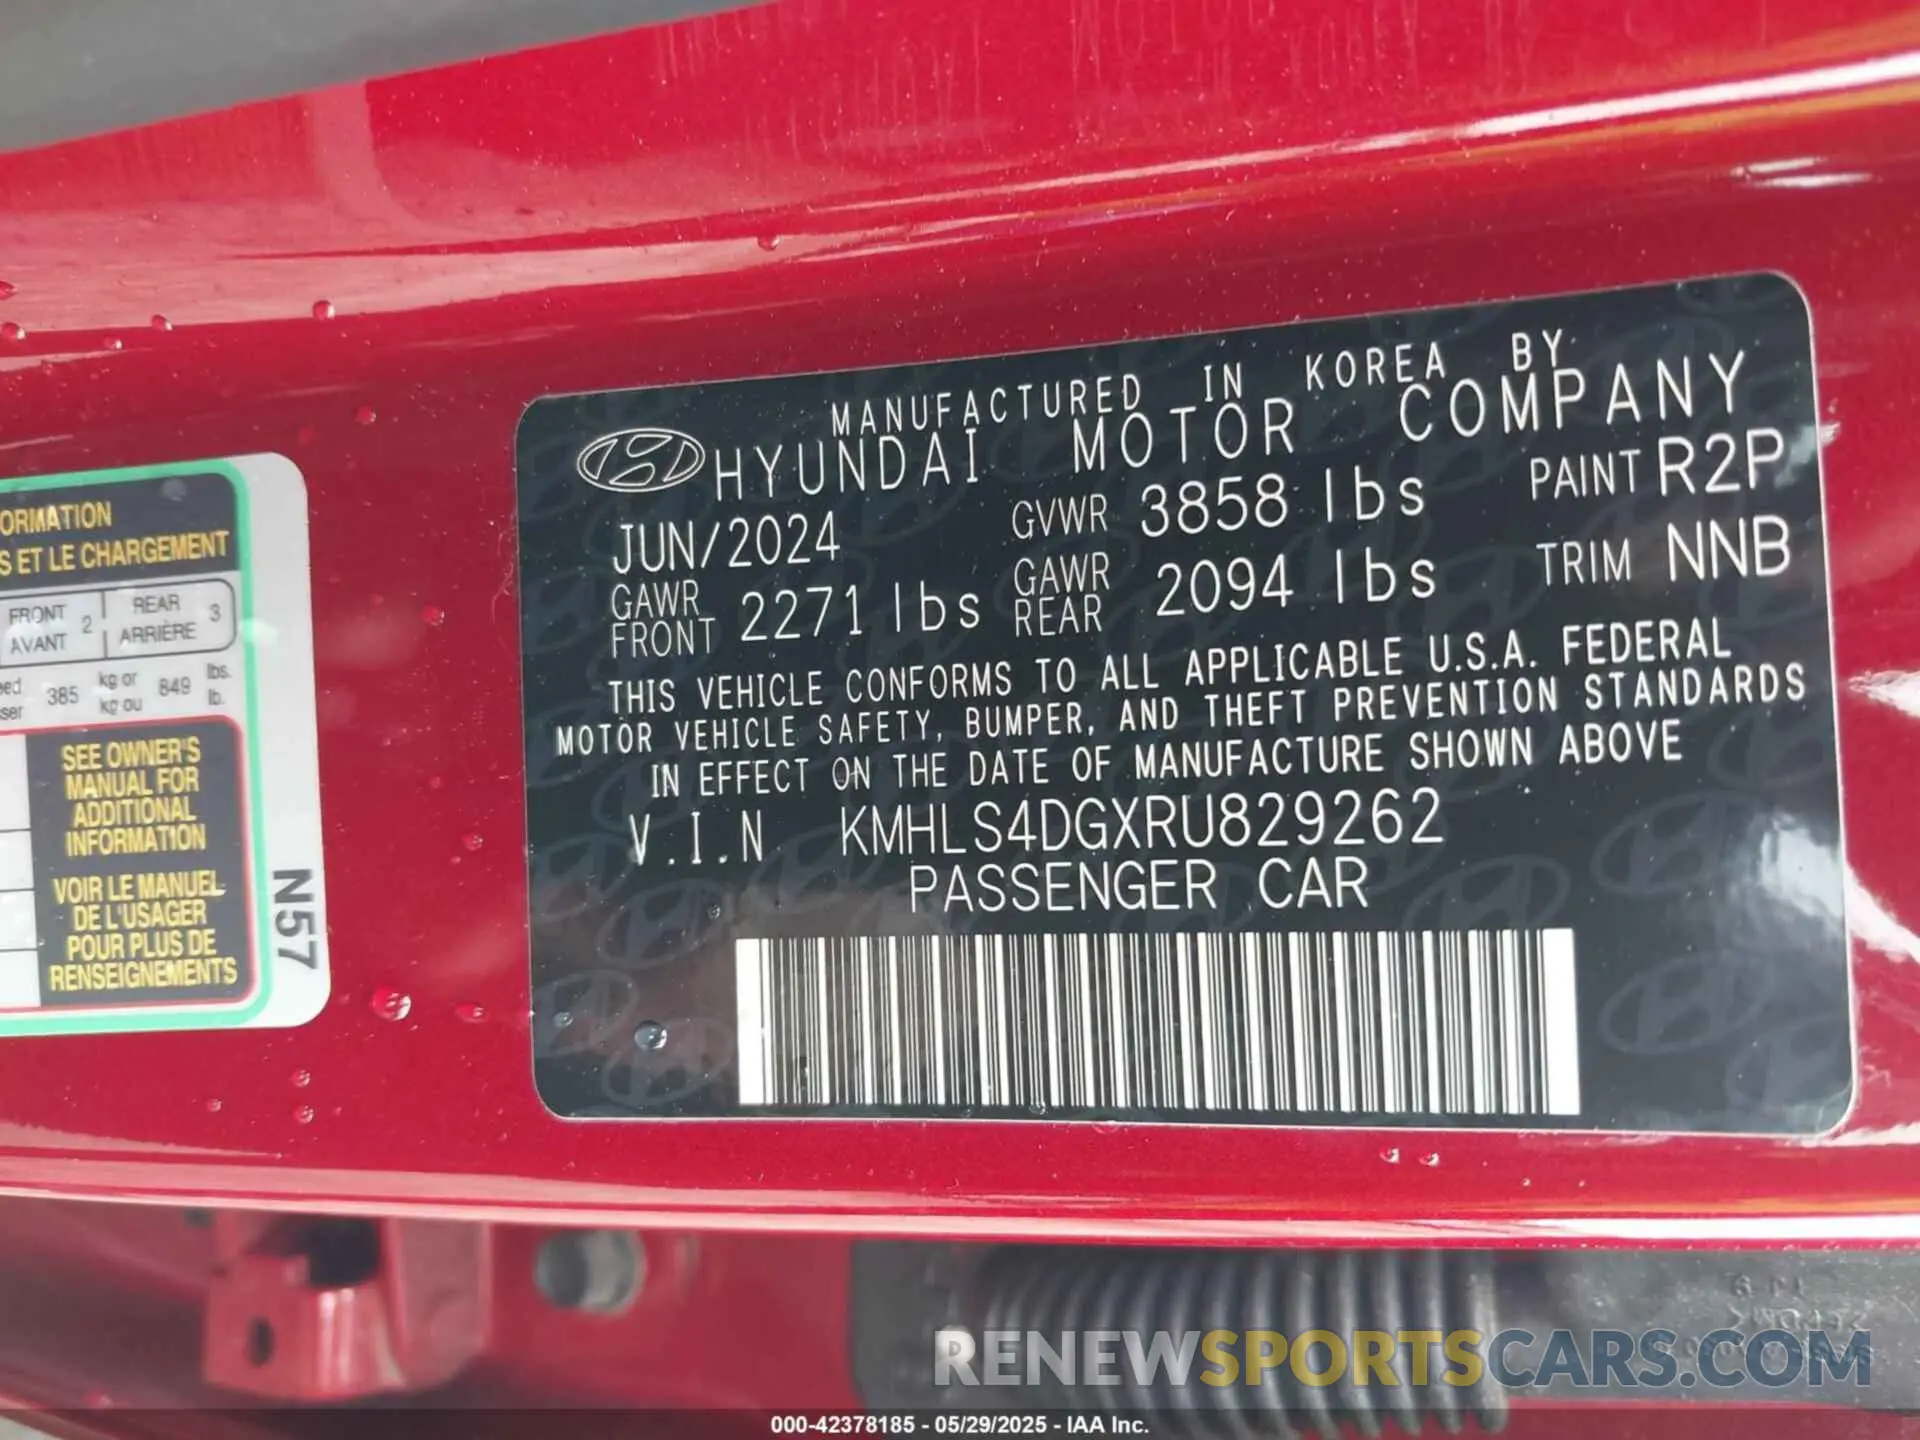 ORMATION
S ET LE CHARGEMENT
FRONT
AVANT
2
REAR
ARRIÈRE
3
385
kg or
kg ou
849
lbs.
lb.
SEE OWNER'S
MANUAL FOR
ADDITIONAL
INFORMATION
VOIR LE MANUEL
DE L'USAGER
POUR PLUS DE
RENSEIGNEMENTS
N57
MANUFACTURED IN KOREA BY
HYUNDAI MOTOR COMPANY
JUN/2024 GVWR 3858 lbs PAINT R2P
GAWR FRONT 2271 lbs GAWR REAR 2094 lbs TRIM NNB
THIS VEHICLE CONFORMS TO ALL APPLICABLE U.S.A. FEDERAL
MOTOR VEHICLE SAFETY, BUMPER, AND THEFT PREVENTION STANDARDS
IN EFFECT ON THE DATE OF MANUFACTURE SHOWN ABOVE
V.I.N KMHLS4DGXRU829262
PASSENGER CAR
RENEWSPORTSCARS.COM
000-42378185 - 05/29/2025 - IAA Inc.